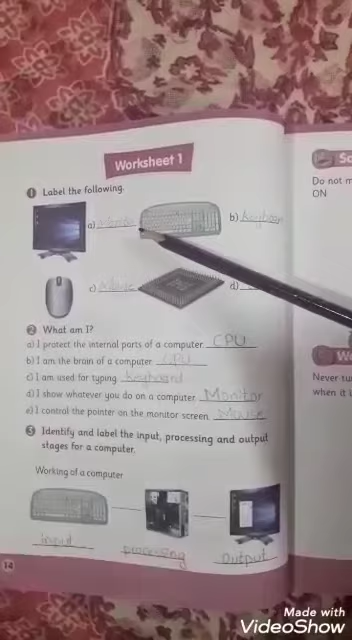 Worksheet 1
1 Label the following.
a) Monitor
b) keyboard
c) Mouse
d)
2 What am I?
a) I protect the internal parts of a computer. CPU
b) I am the brain of a computer. CPU
c) I am used for typing. keyboard
d) I show whatever you do on a computer. Monitor
e) I control the pointer on the monitor screen. Mouse
3 Identify and label the input, processing and output
stages for a computer.
Working of a computer
input
processing
output
14
Do not
ON
Never
when it
Made with
VideoShow